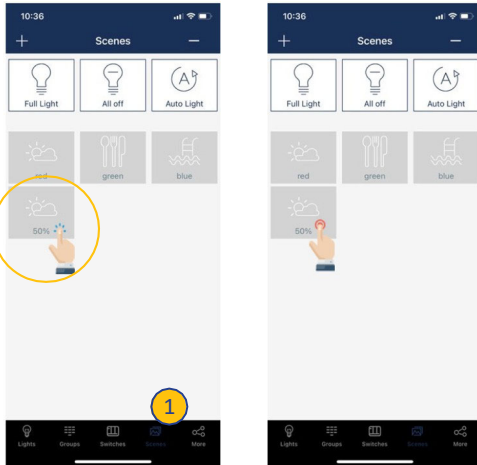 10:36
Scenes
Full Light All off Auto Light
red green blue
50%
1
Lights Groups Switches Scenes More
10:36
Scenes
Full Light All off Auto Light
red green blue
50%
Lights Groups Switches Scenes More